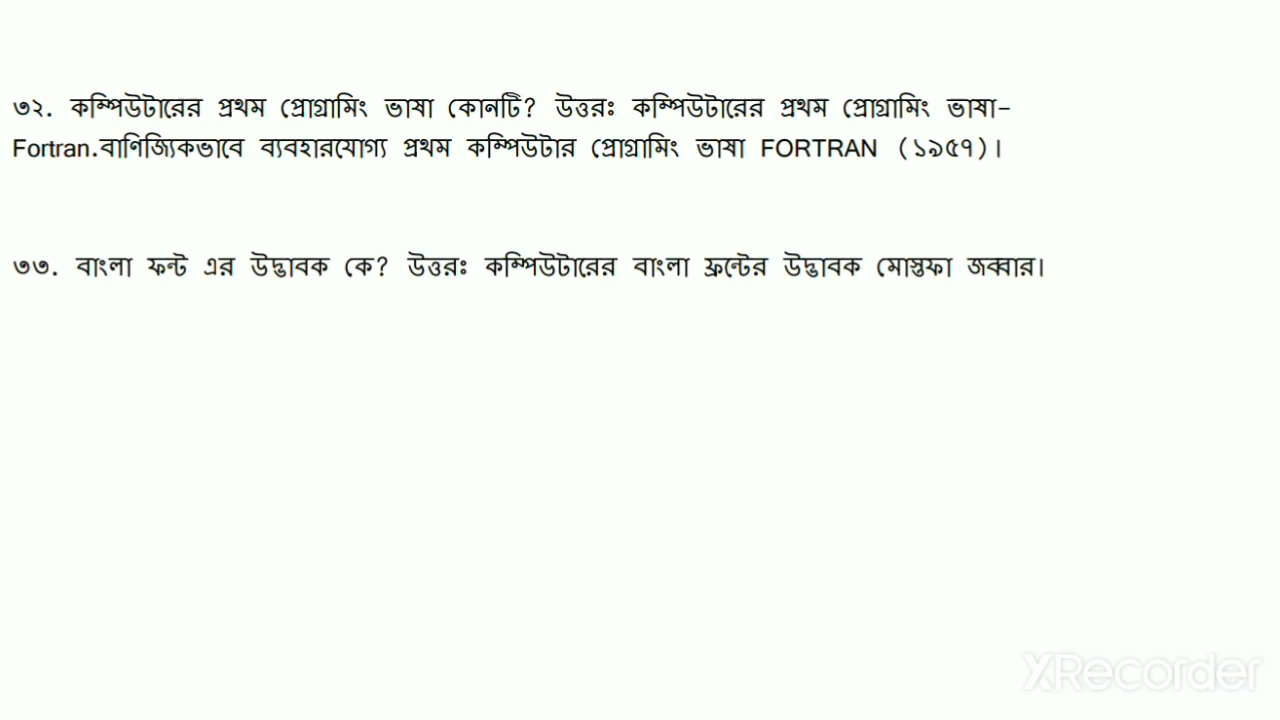 ৩২. কম্পিউটারের প্রথম প্রোগ্রামিং ভাষা কোনটি? উত্তরঃ কম্পিউটারের প্রথম প্রোগ্রামিং ভাষা-
Fortran.বাণিজ্যিকভাবে ব্যবহারযোগ্য প্রথম কম্পিউটার প্রোগ্রামিং ভাষা FORTRAN (১৯৫৭)।
৩৩. বাংলা ফন্ট এর উদ্ভাবক কে? উত্তরঃ কম্পিউটারের বাংলা ফ্রন্টের উদ্ভাবক মোস্তফা জব্বার।
XRecorder